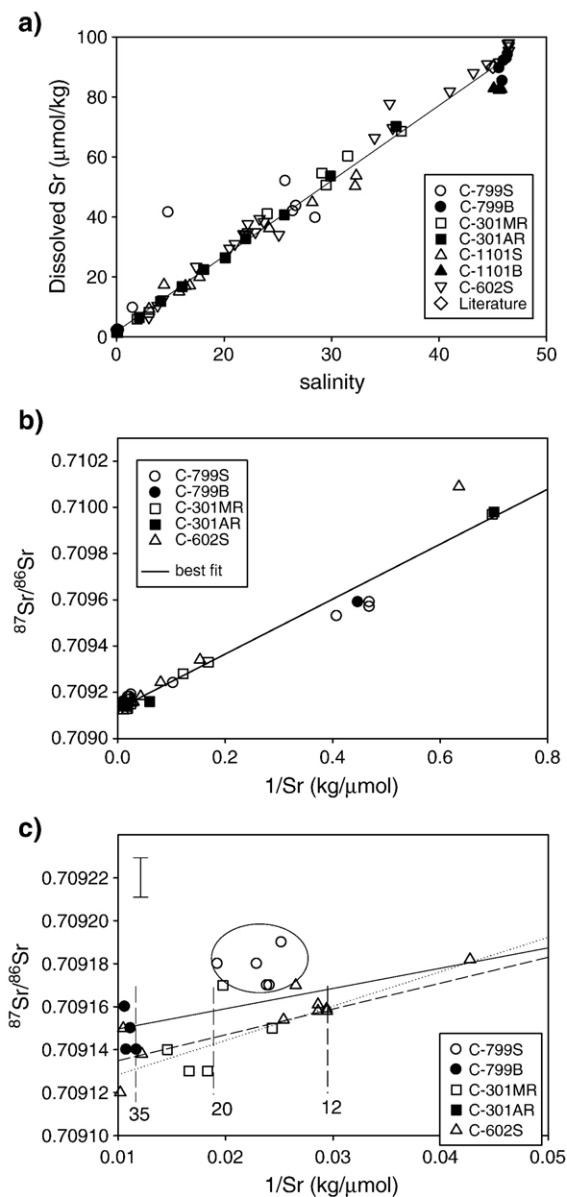 a)
100
80
60
40
20
0
Dissolved Sr (μmol/kg)
C-799S
C-799B
C-301MR
C-301AR
C-1101S
C-1101B
C-602S
Literature
0 10 20 30 40 50
salinity
b)
0.7102
0.7100
0.7098
0.7096
0.7094
0.7092
0.7090
87Sr/86Sr
C-799S
C-799B
C-301MR
C-301AR
C-602S
best fit
0.0 0.2 0.4 0.6 0.8
1/Sr (kg/μmol)
c)
0.70922
0.70920
0.70918
0.70916
0.70914
0.70912
0.70910
87Sr/86Sr
35 20 12
C-799S
C-799B
C-301MR
C-301AR
C-602S
0.01 0.02 0.03 0.04 0.05
1/Sr (kg/μmol)